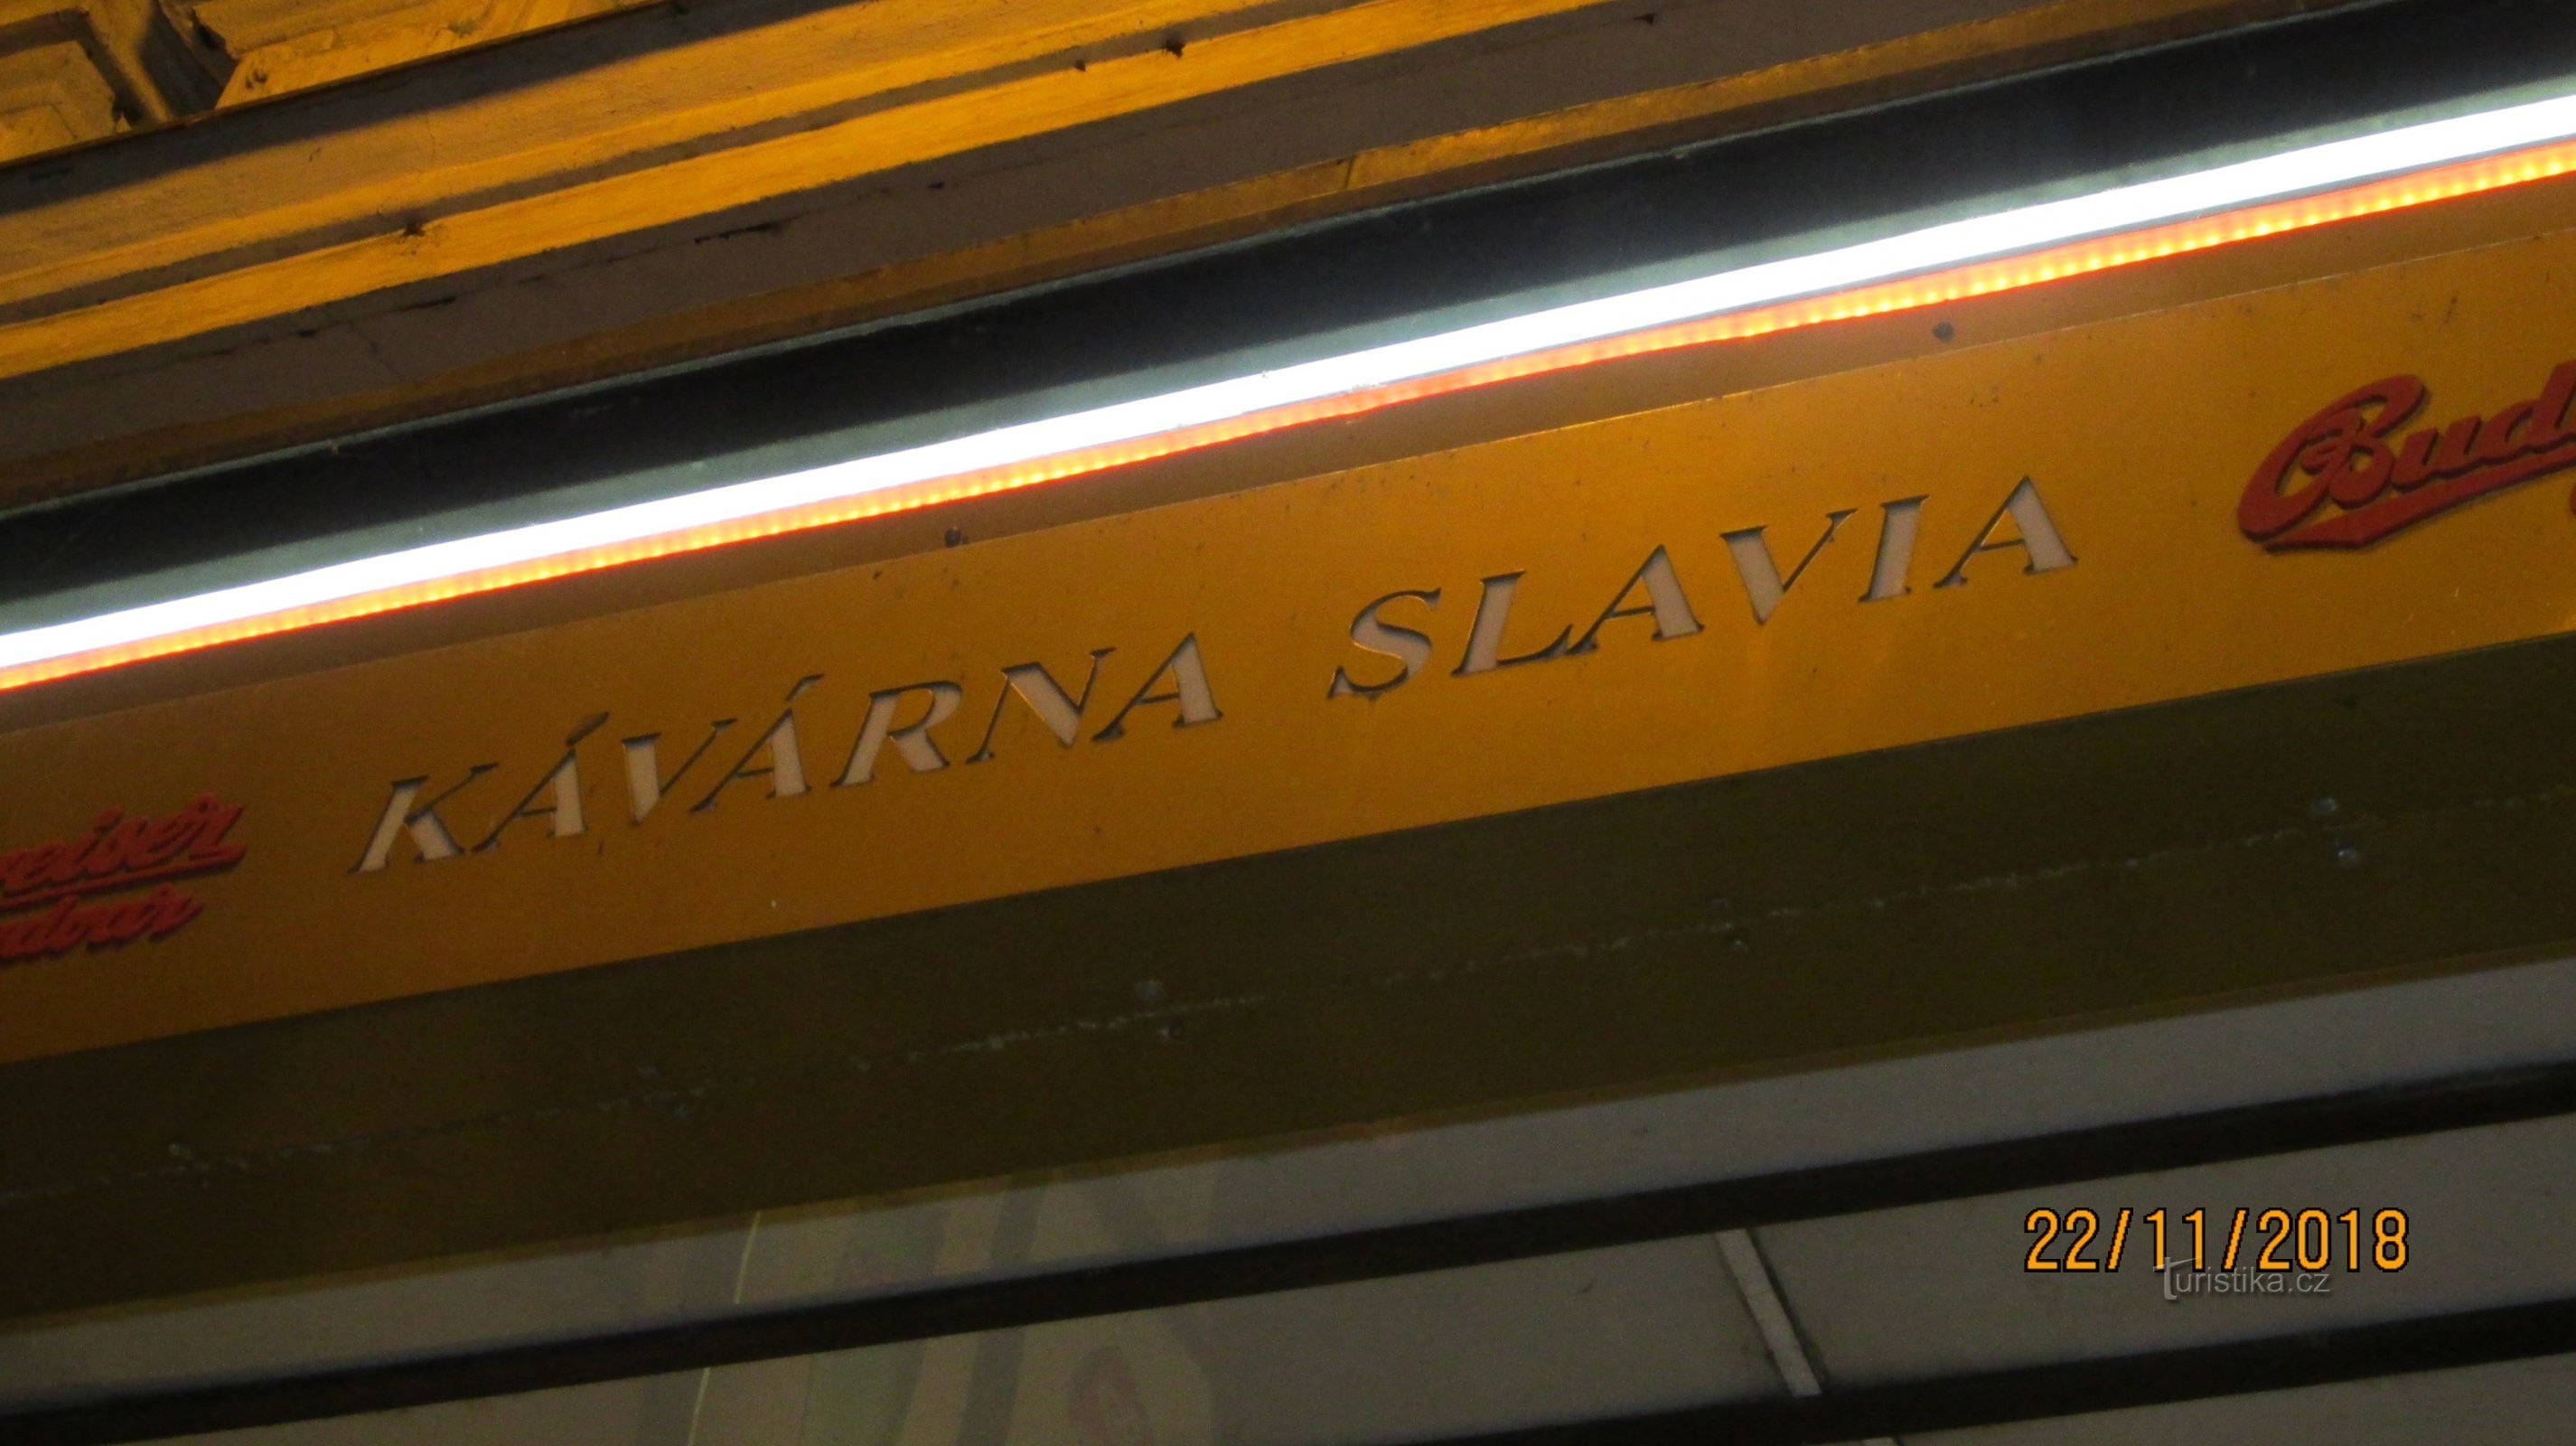 KÁVÁRNA SLAVIA
22/11/2018
Turistika.cz